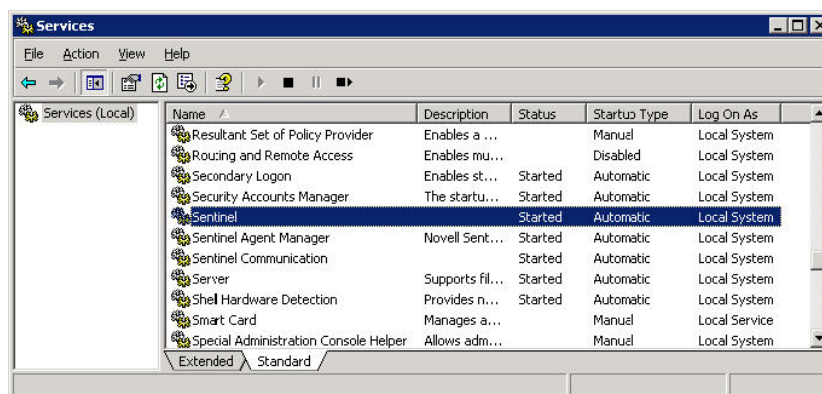 Services
File Action View Help
Services (Local)
Name Description Status Startup Type Log On As
Resultant Set of Policy Provider Enables a ... Manual Local System
Routing and Remote Access Enables mu... Disabled Local System
Secondary Logon Enables st... Started Automatic Local System
Security Accounts Manager The startu... Started Automatic Local System
Sentinel Started Automatic Local System
Sentinel Agent Manager Novell Sent... Started Automatic Local System
Sentinel Communication Started Automatic Local System
Server Supports fil... Started Automatic Local System
Shell Hardware Detection Provides n... Started Automatic Local System
Smart Card Manages a... Manual Local Service
Special Administration Console Helper Allows adm... Manual Local System
Extended Standard